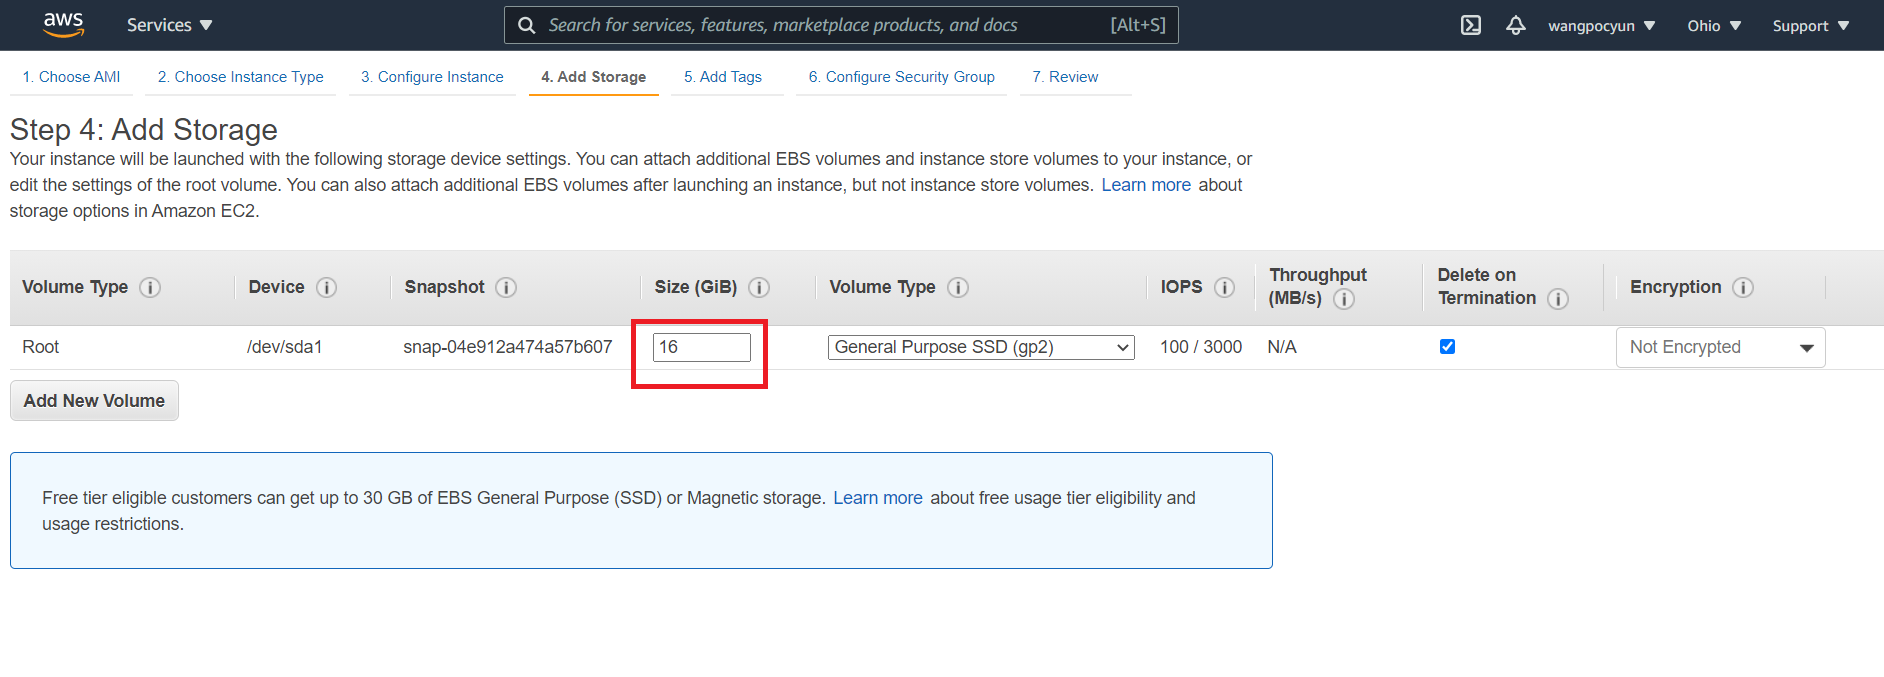 aws Services Search for services, features, marketplace products, and docs [Alt+S] wangpocyun Ohio Support
1. Choose AMI 2. Choose Instance Type 3. Configure Instance 4. Add Storage 5. Add Tags 6. Configure Security Group 7. Review
Step 4: Add Storage
Your instance will be launched with the following storage device settings. You can attach additional EBS volumes and instance store volumes to your instance, or
edit the settings of the root volume. You can also attach additional EBS volumes after launching an instance, but not instance store volumes. Learn more about
storage options in Amazon EC2.
Volume Type Device Snapshot Size (GiB) Volume Type IOPS Throughput (MB/s) Delete on Termination Encryption
Root /dev/sda1 snap-04e912a474a57b607 16 General Purpose SSD (gp2) 100 / 3000 N/A Not Encrypted
Add New Volume
Free tier eligible customers can get up to 30 GB of EBS General Purpose (SSD) or Magnetic storage. Learn more about free usage tier eligibility and
usage restrictions.